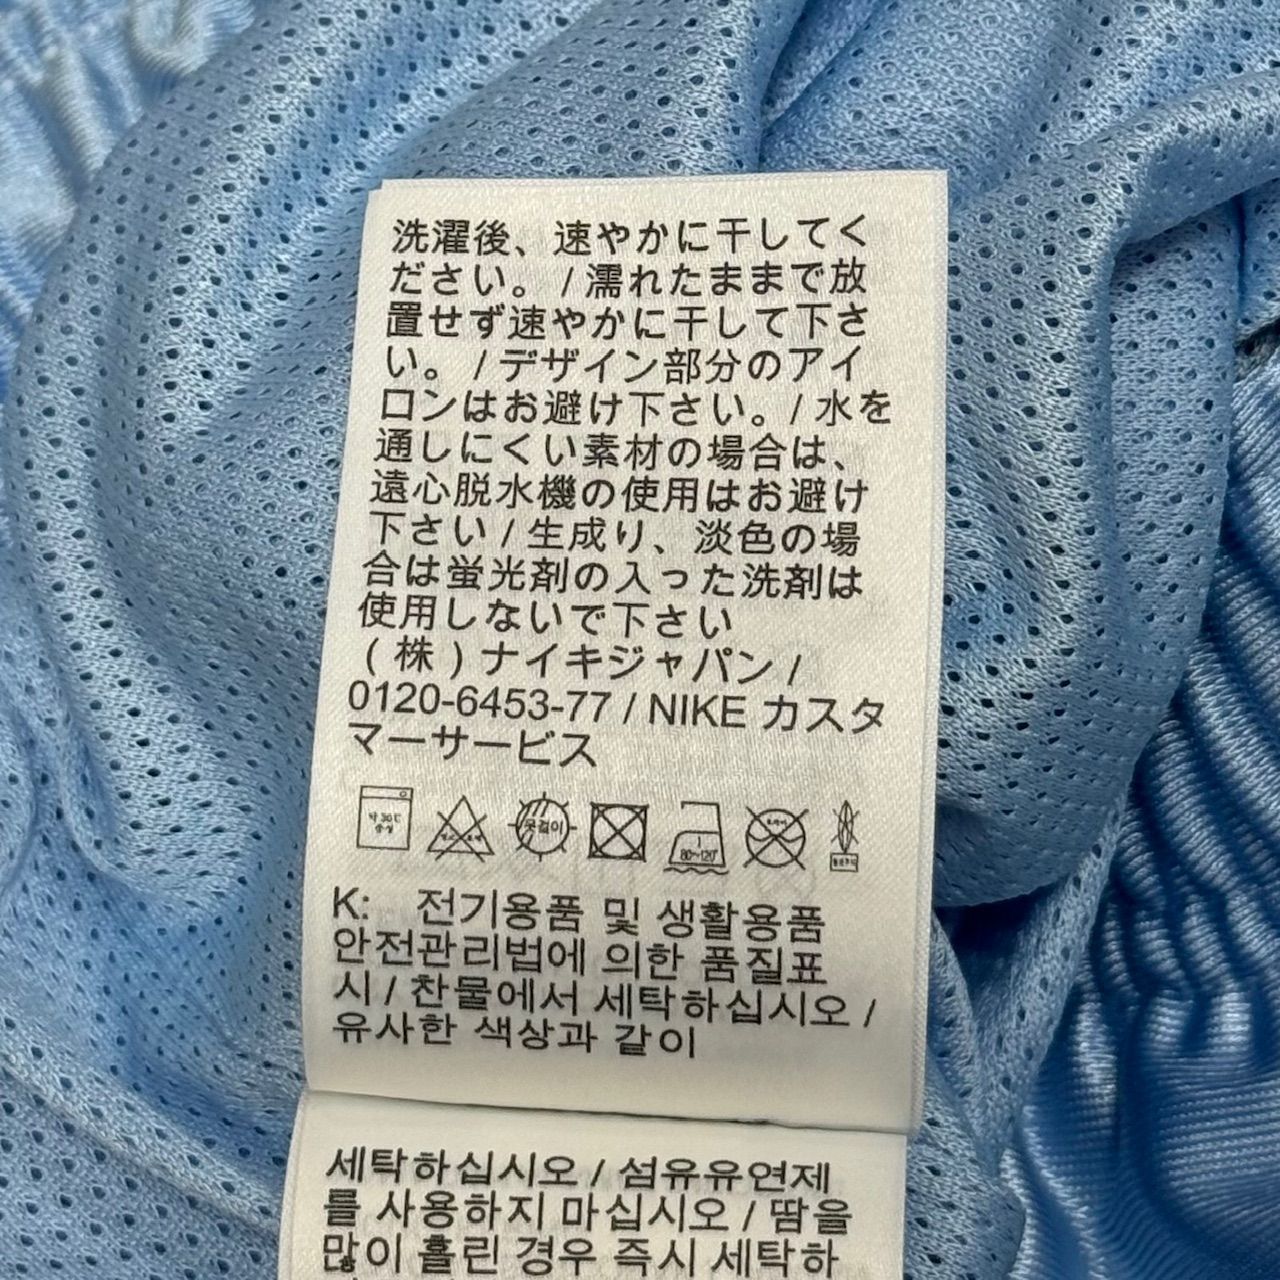 洗濯後、速やかに干してく
ださい。 / 濡れたままで放
置せず速やかに干して下さ
い。 / デザイン部分のアイ
ロンはお避け下さい。/ 水を
通しにくい素材の場合は、
遠心脱水機の使用はお避け
下さい / 生成り、淡色の場
合は蛍光剤の入った洗剤は
使用しないで下さい
( 株 ) ナイキジャパン /
0120-6453-77 / NIKE カスタ
マーサービス
약 30℃ 중성 옷걸이 80~120℃
K: 전기용품 및 생활용품
안전관리법에 의한 품질표
시 / 찬물에서 세탁하십시오 /
유사한 색상과 같이
세탁하십시오 / 섬유유연제
를 사용하지 마십시오 / 땀을
많이 흘린 경우 즉시 세탁하